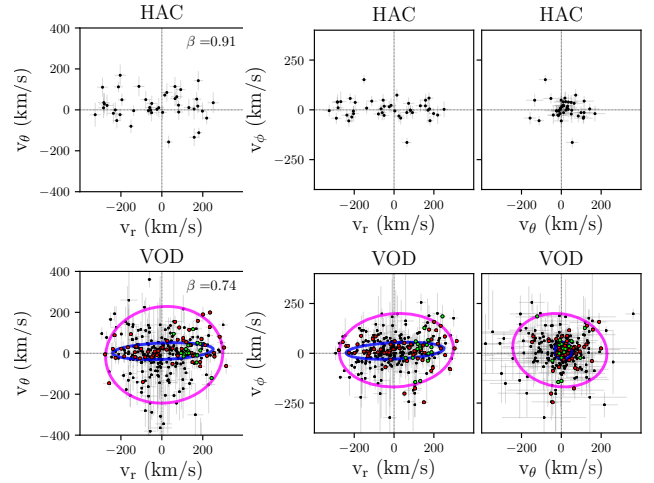 HAC HAC HAC
β =0.91
400
200
0
−200
−400
v_θ (km/s)
−200 0 200
v_r (km/s)
250
0
−250
v_ϕ (km/s)
−200 0 200
v_r (km/s)
−200 0 200
v_θ (km/s)
VOD VOD VOD
β =0.74
400
200
0
−200
−400
v_θ (km/s)
−200 0 200
v_r (km/s)
250
0
−250
v_ϕ (km/s)
−200 0 200
v_r (km/s)
−200 0 200
v_θ (km/s)